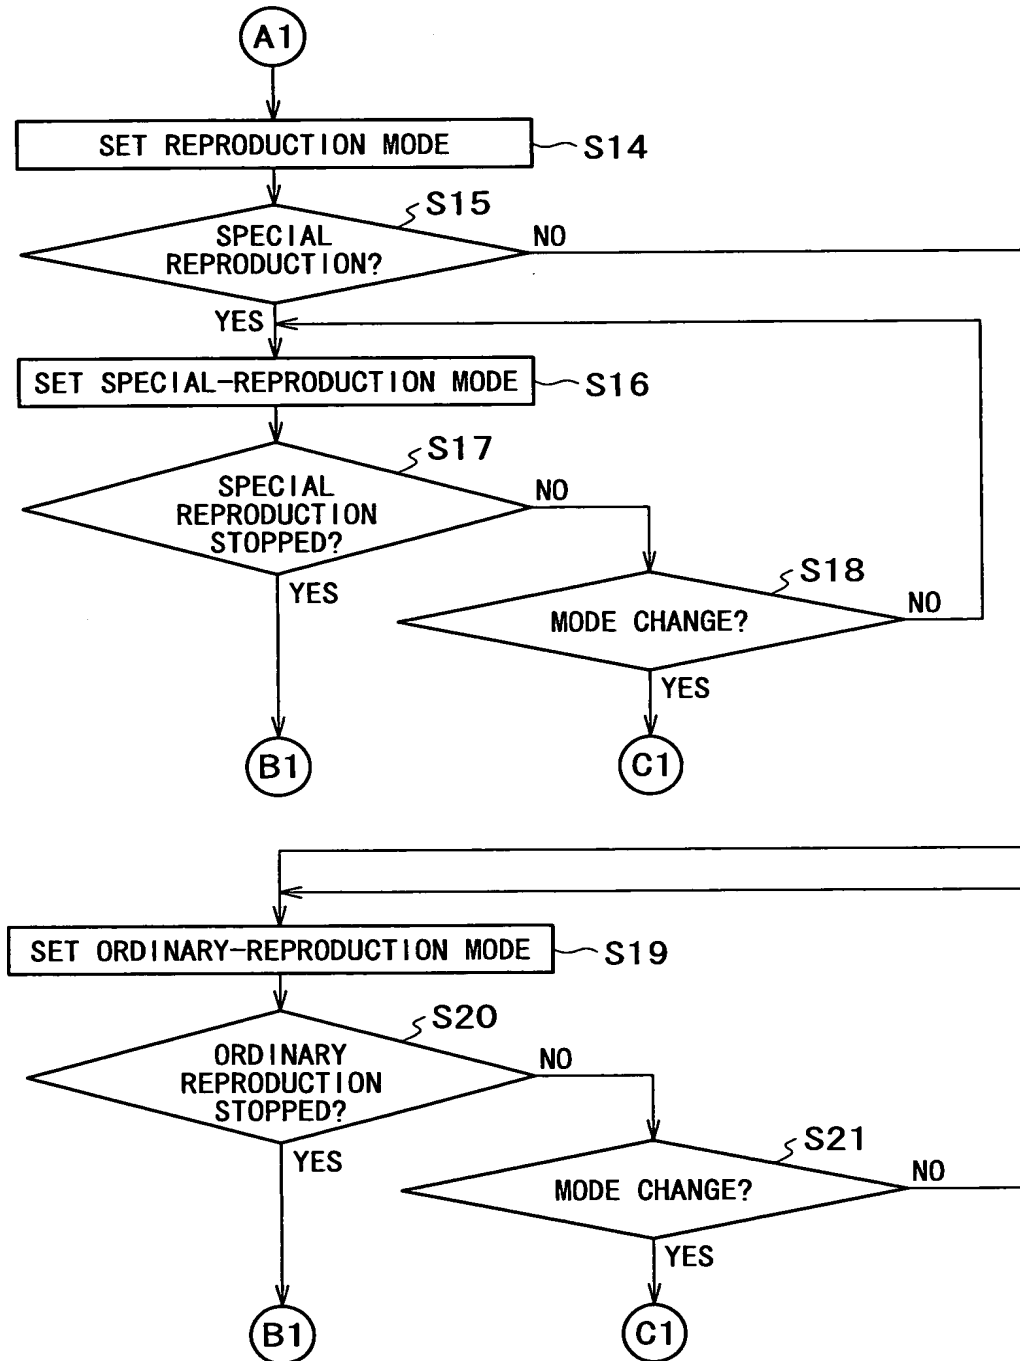 A1
SET REPRODUCTION MODE
S14
S15
SPECIAL
REPRODUCTION?
NO
YES
SET SPECIAL-REPRODUCTION MODE
S16
S17
SPECIAL
REPRODUCTION
STOPPED?
NO
YES
S18
MODE CHANGE?
NO
YES
B1
C1
SET ORDINARY-REPRODUCTION MODE
S19
S20
ORDINARY
REPRODUCTION
STOPPED?
NO
YES
S21
MODE CHANGE?
NO
YES
B1
C1